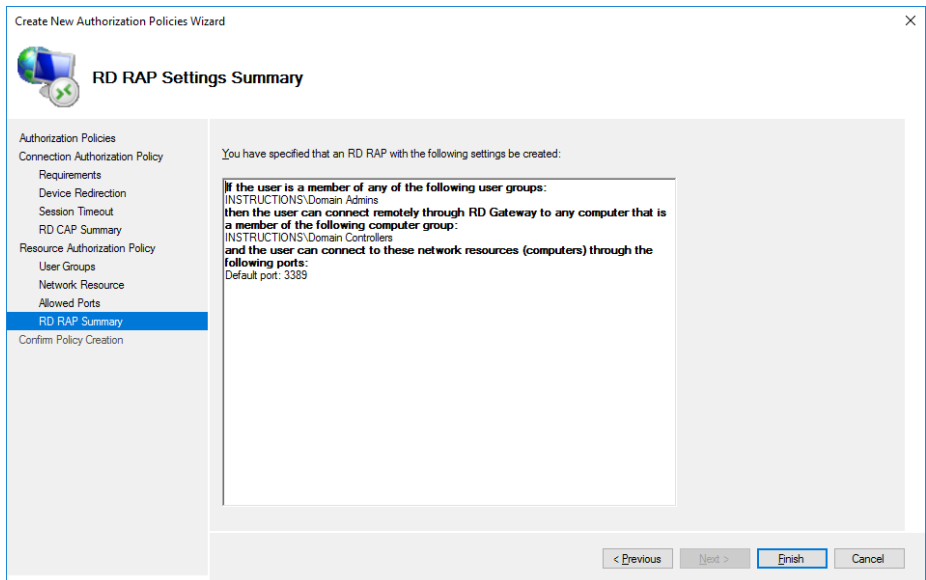 Create New Authorization Policies Wizard
RD RAP Settings Summary
Authorization Policies
Connection Authorization Policy
Requirements
Device Redirection
Session Timeout
RD CAP Summary
Resource Authorization Policy
User Groups
Network Resource
Allowed Ports
RD RAP Summary
Confirm Policy Creation
You have specified that an RD RAP with the following settings be created:
If the user is a member of any of the following user groups:
INSTRUCTIONS\Domain Admins
then the user can connect remotely through RD Gateway to any computer that is
a member of the following computer group:
INSTRUCTIONS\Domain Controllers
and the user can connect to these network resources (computers) through the
following ports:
Default port: 3389
< Previous
Next >
Finish
Cancel